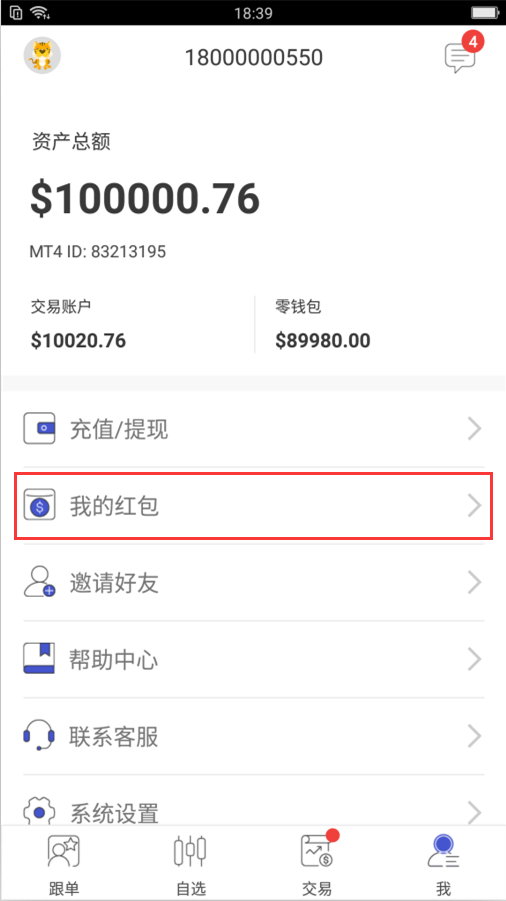 18:39
18000000550
4
资产总额
$100000.76
MT4 ID: 83213195
交易账户 零钱包
$10020.76 $89980.00
充值/提现
我的红包
邀请好友
帮助中心
联系客服
系统设置
跟单 自选 交易 我